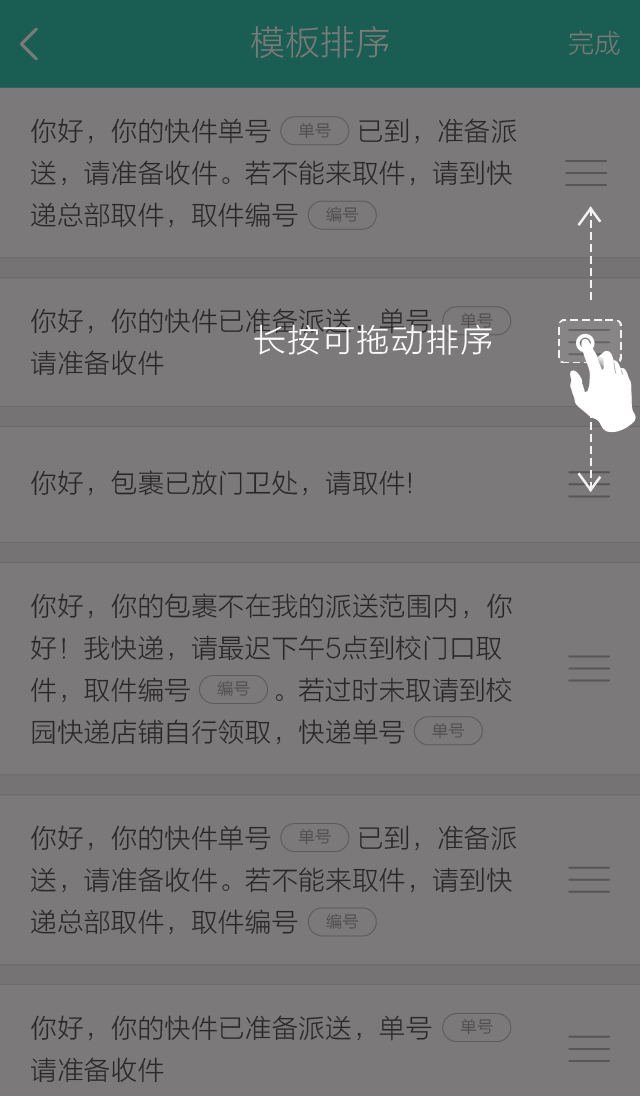 模板排序 完成
你好，你的快件单号 单号 已到，准备派
送，请准备收件。若不能来取件，请到快
递总部取件，取件编号 编号
你好，你的快件已准备派送，单号 单号
长按可拖动排序
请准备收件
你好，包裹已放门卫处，请取件!
你好，你的包裹不在我的派送范围内，你
好！我快递，请最迟下午5点到校门口取
件，取件编号 编号 。若过时未取请到校
园快递店铺自行领取，快递单号 单号
你好，你的快件单号 单号 已到，准备派
送，请准备收件。若不能来取件，请到快
递总部取件，取件编号 编号
你好，你的快件已准备派送，单号 单号
请准备收件